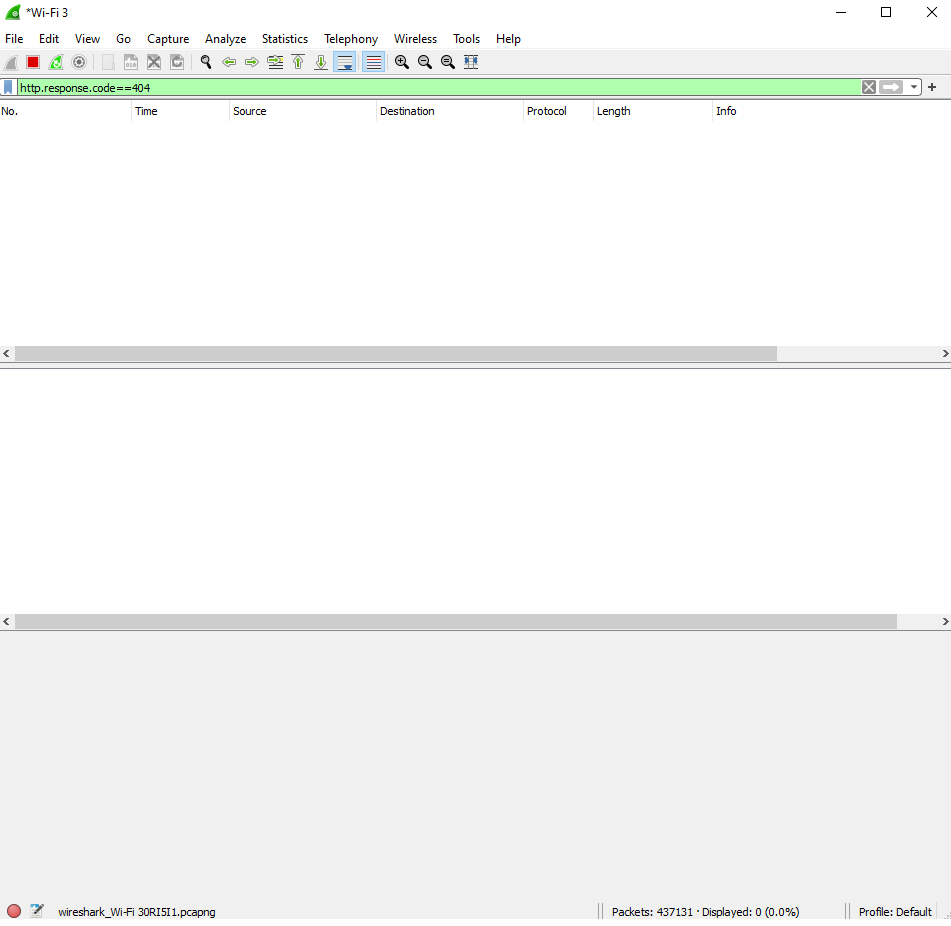 *Wi-Fi 3
File Edit View Go Capture Analyze Statistics Telephony Wireless Tools Help
http.response.code==404
No. Time Source Destination Protocol Length Info
wireshark_Wi-Fi 30RI5I1.pcapng Packets: 437131 · Displayed: 0 (0.0%) Profile: Default